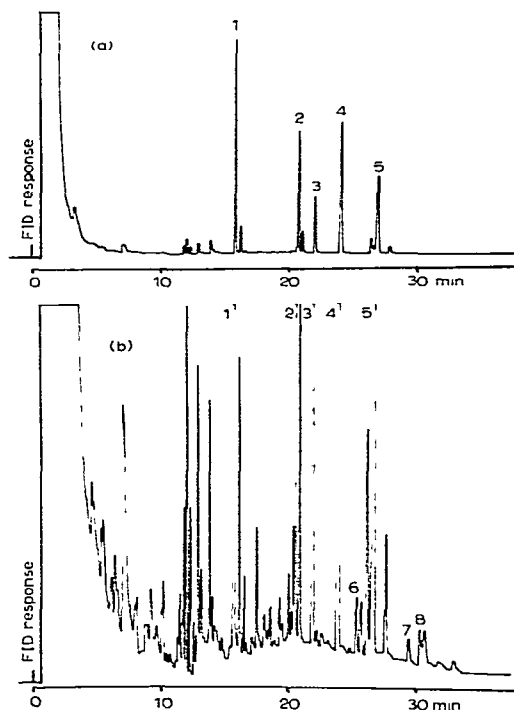 1
(a)
2
4
3
5
FID response
0 10 20 30 min
1' 2' 3' 4' 5'
(b)
6
7 8
FID response
0 10 20 30 min